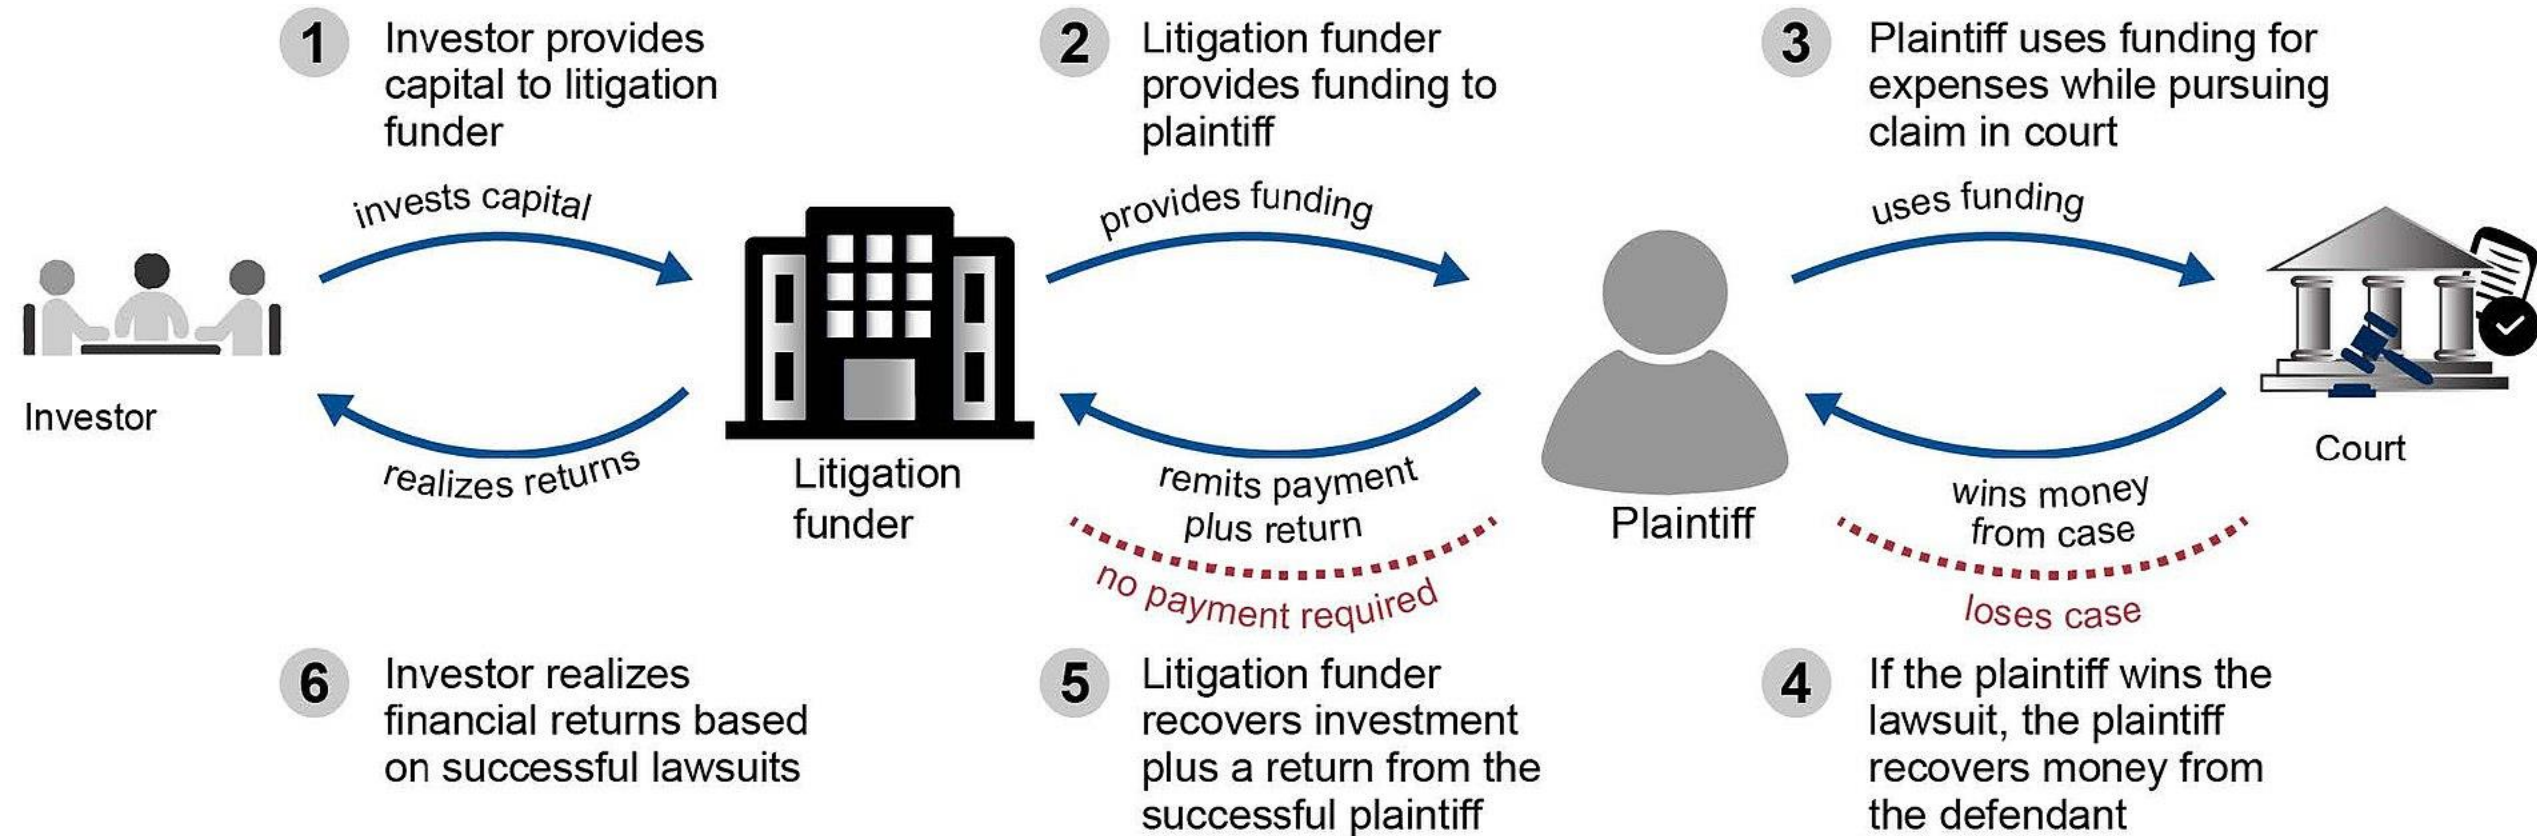 1
Investor provides
capital to litigation
funder
2
Litigation funder
provides funding to
plaintiff
3
Plaintiff uses funding for
expenses while pursuing
claim in court
invests capital
provides funding
uses funding
Investor
realizes returns
Litigation
funder
remits payment
plus return
no payment required
Plaintiff
wins money
from case
loses case
Court
6
Investor realizes
financial returns based
on successful lawsuits
5
Litigation funder
recovers investment
plus a return from the
successful plaintiff
4
If the plaintiff wins the
lawsuit, the plaintiff
recovers money from
the defendant